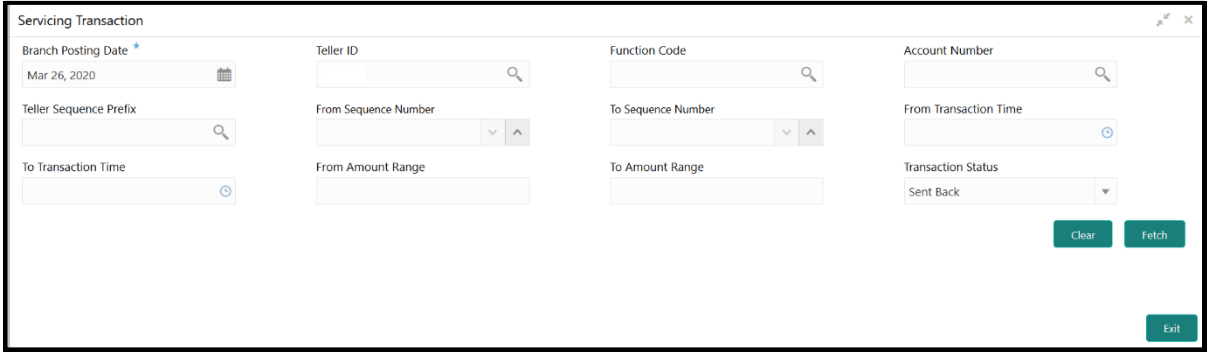 Servicing Transaction
Branch Posting Date * Teller ID Function Code Account Number
Mar 26, 2020
Teller Sequence Prefix From Sequence Number To Sequence Number From Transaction Time
To Transaction Time From Amount Range To Amount Range Transaction Status
Sent Back
Clear Fetch
Exit